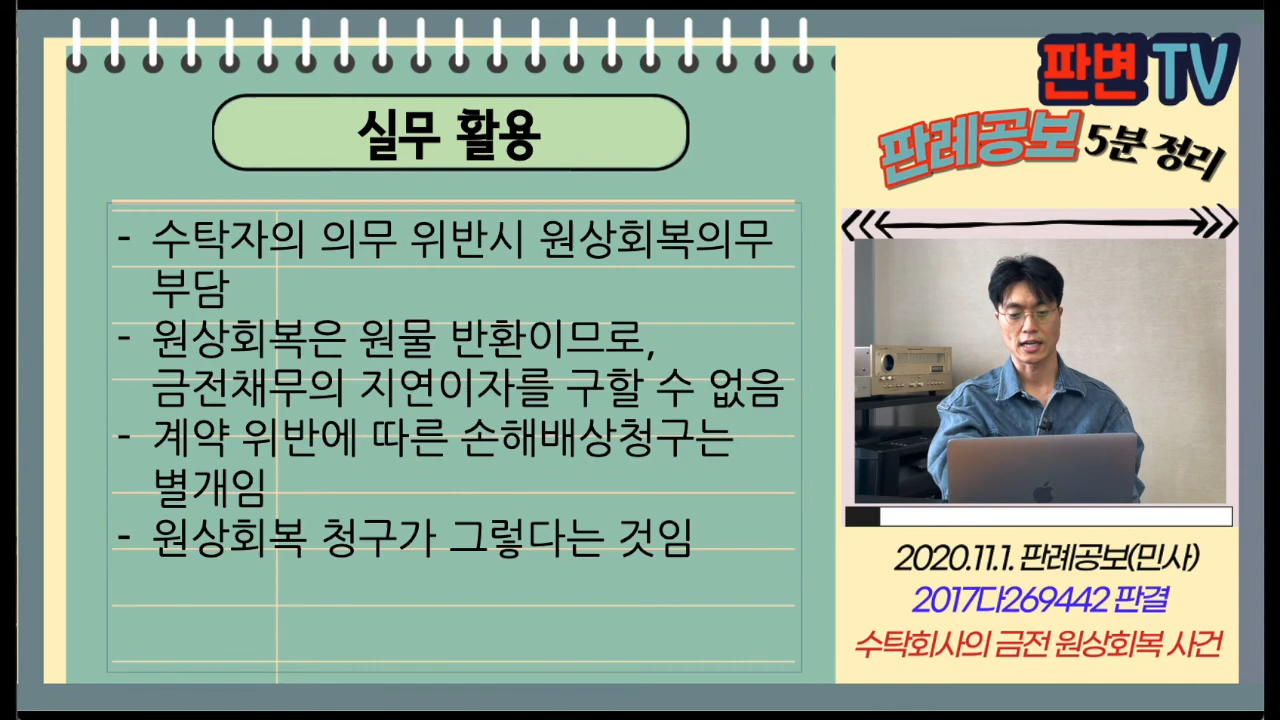 실무 활용
- 수탁자의 의무 위반시 원상회복의무
부담
- 원상회복은 원물 반환이므로,
금전채무의 지연이자를 구할 수 없음
- 계약 위반에 따른 손해배상청구는
별개임
- 원상회복 청구가 그렇다는 것임
판변 TV
판례공보 5분 정리
2020.11.1. 판례공보(민사)
2017다269442 판결
수탁회사의 금전 원상회복 사건